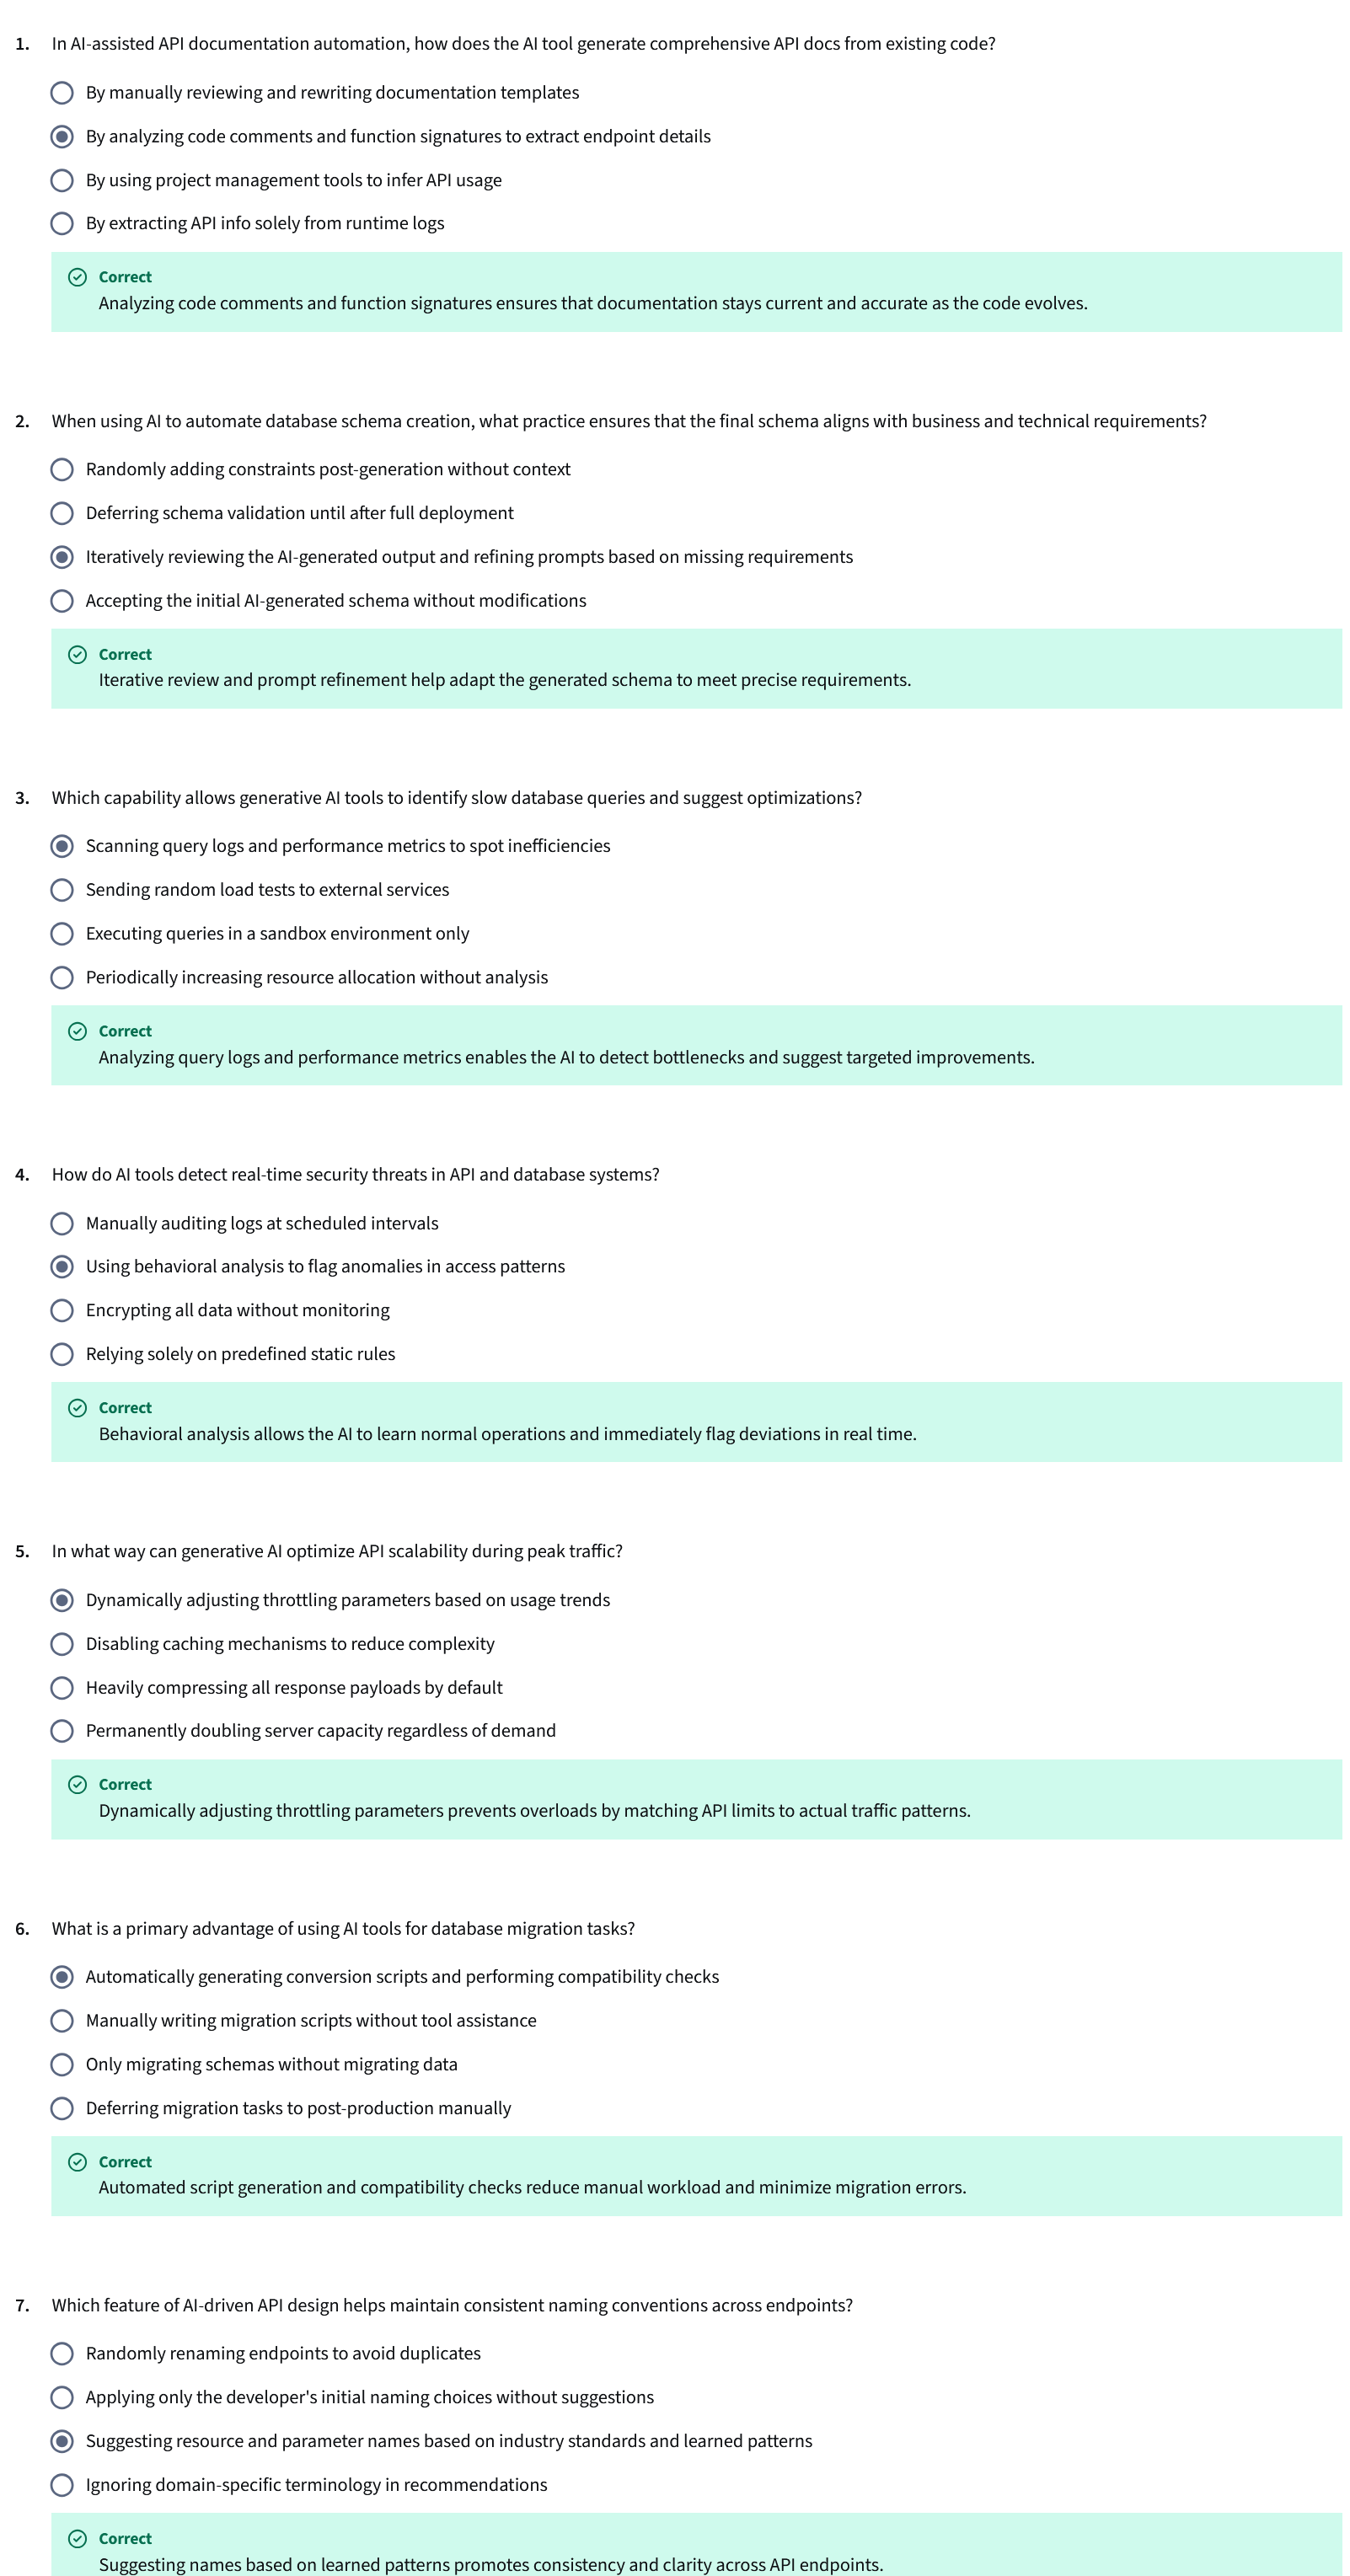 1. In AI-assisted API documentation automation, how does the AI tool generate comprehensive API docs from existing code?
By manually reviewing and rewriting documentation templates
By analyzing code comments and function signatures to extract endpoint details
By using project management tools to infer API usage
By extracting API info solely from runtime logs
Correct
Analyzing code comments and function signatures ensures that documentation stays current and accurate as the code evolves.
2. When using AI to automate database schema creation, what practice ensures that the final schema aligns with business and technical requirements?
Randomly adding constraints post-generation without context
Deferring schema validation until after full deployment
Iteratively reviewing the AI-generated output and refining prompts based on missing requirements
Accepting the initial AI-generated schema without modifications
Correct
Iterative review and prompt refinement help adapt the generated schema to meet precise requirements.
3. Which capability allows generative AI tools to identify slow database queries and suggest optimizations?
Scanning query logs and performance metrics to spot inefficiencies
Sending random load tests to external services
Executing queries in a sandbox environment only
Periodically increasing resource allocation without analysis
Correct
Analyzing query logs and performance metrics enables the AI to detect bottlenecks and suggest targeted improvements.
4. How do AI tools detect real-time security threats in API and database systems?
Manually auditing logs at scheduled intervals
Using behavioral analysis to flag anomalies in access patterns
Encrypting all data without monitoring
Relying solely on predefined static rules
Correct
Behavioral analysis allows the AI to learn normal operations and immediately flag deviations in real time.
5. In what way can generative AI optimize API scalability during peak traffic?
Dynamically adjusting throttling parameters based on usage trends
Disabling caching mechanisms to reduce complexity
Heavily compressing all response payloads by default
Permanently doubling server capacity regardless of demand
Correct
Dynamically adjusting throttling parameters prevents overloads by matching API limits to actual traffic patterns.
6. What is a primary advantage of using AI tools for database migration tasks?
Automatically generating conversion scripts and performing compatibility checks
Manually writing migration scripts without tool assistance
Only migrating schemas without migrating data
Deferring migration tasks to post-production manually
Correct
Automated script generation and compatibility checks reduce manual workload and minimize migration errors.
7. Which feature of AI-driven API design helps maintain consistent naming conventions across endpoints?
Randomly renaming endpoints to avoid duplicates
Applying only the developer's initial naming choices without suggestions
Suggesting resource and parameter names based on industry standards and learned patterns
Ignoring domain-specific terminology in recommendations
Correct
Suggesting names based on learned patterns promotes consistency and clarity across API endpoints.